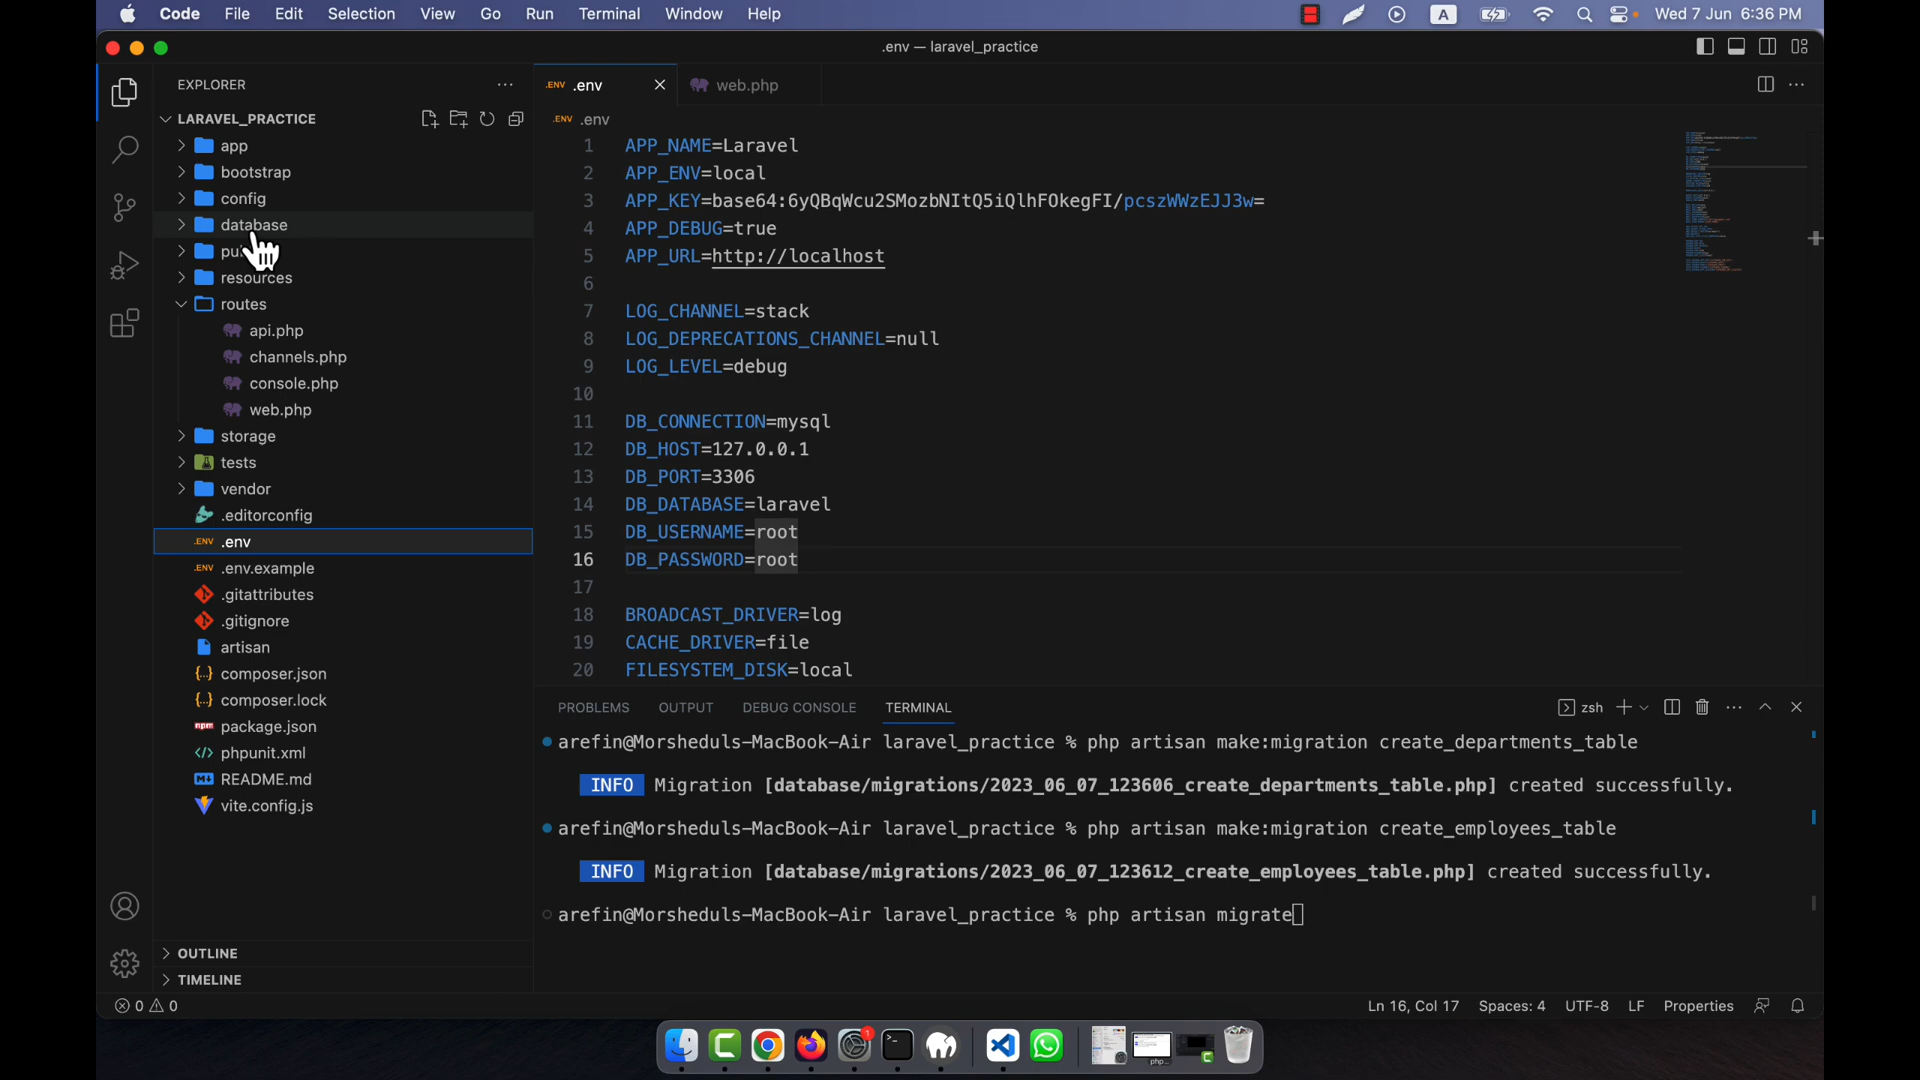 Code File Edit Selection View Go Run Terminal Window Help
A
Wed 7 Jun 6:36 PM
.env — laravel_practice
EXPLORER
LARAVEL_PRACTICE
app
bootstrap
config
database
resources
routes
api.php
channels.php
console.php
web.php
storage
tests
vendor
.editorconfig
.ENV .env
.ENV .env.example
.gitattributes
.gitignore
artisan
{..} composer.json
{..} composer.lock
npm package.json
phpunit.xml
README.md
vite.config.js
OUTLINE
TIMELINE
.ENV .env
web.php
.ENV .env
1 APP_NAME=Laravel
2 APP_ENV=local
3 APP_KEY=base64:6yQBqWcu2SMozbNItQ5iQlhFOkegFI/pcszWWzEJJ3w=
4 APP_DEBUG=true
5 APP_URL=http://localhost
6
7 LOG_CHANNEL=stack
8 LOG_DEPRECATIONS_CHANNEL=null
9 LOG_LEVEL=debug
10
11 DB_CONNECTION=mysql
12 DB_HOST=127.0.0.1
13 DB_PORT=3306
14 DB_DATABASE=laravel
15 DB_USERNAME=root
16 DB_PASSWORD=root
17
18 BROADCAST_DRIVER=log
19 CACHE_DRIVER=file
20 FILESYSTEM_DISK=local
PROBLEMS OUTPUT DEBUG CONSOLE TERMINAL
zsh
arefin@Morsheduls-MacBook-Air laravel_practice % php artisan make:migration create_departments_table
INFO Migration [database/migrations/2023_06_07_123606_create_departments_table.php] created successfully.
arefin@Morsheduls-MacBook-Air laravel_practice % php artisan make:migration create_employees_table
INFO Migration [database/migrations/2023_06_07_123612_create_employees_table.php] created successfully.
arefin@Morsheduls-MacBook-Air laravel_practice % php artisan migrate
0 0
Ln 16, Col 17 Spaces: 4 UTF-8 LF Properties
1